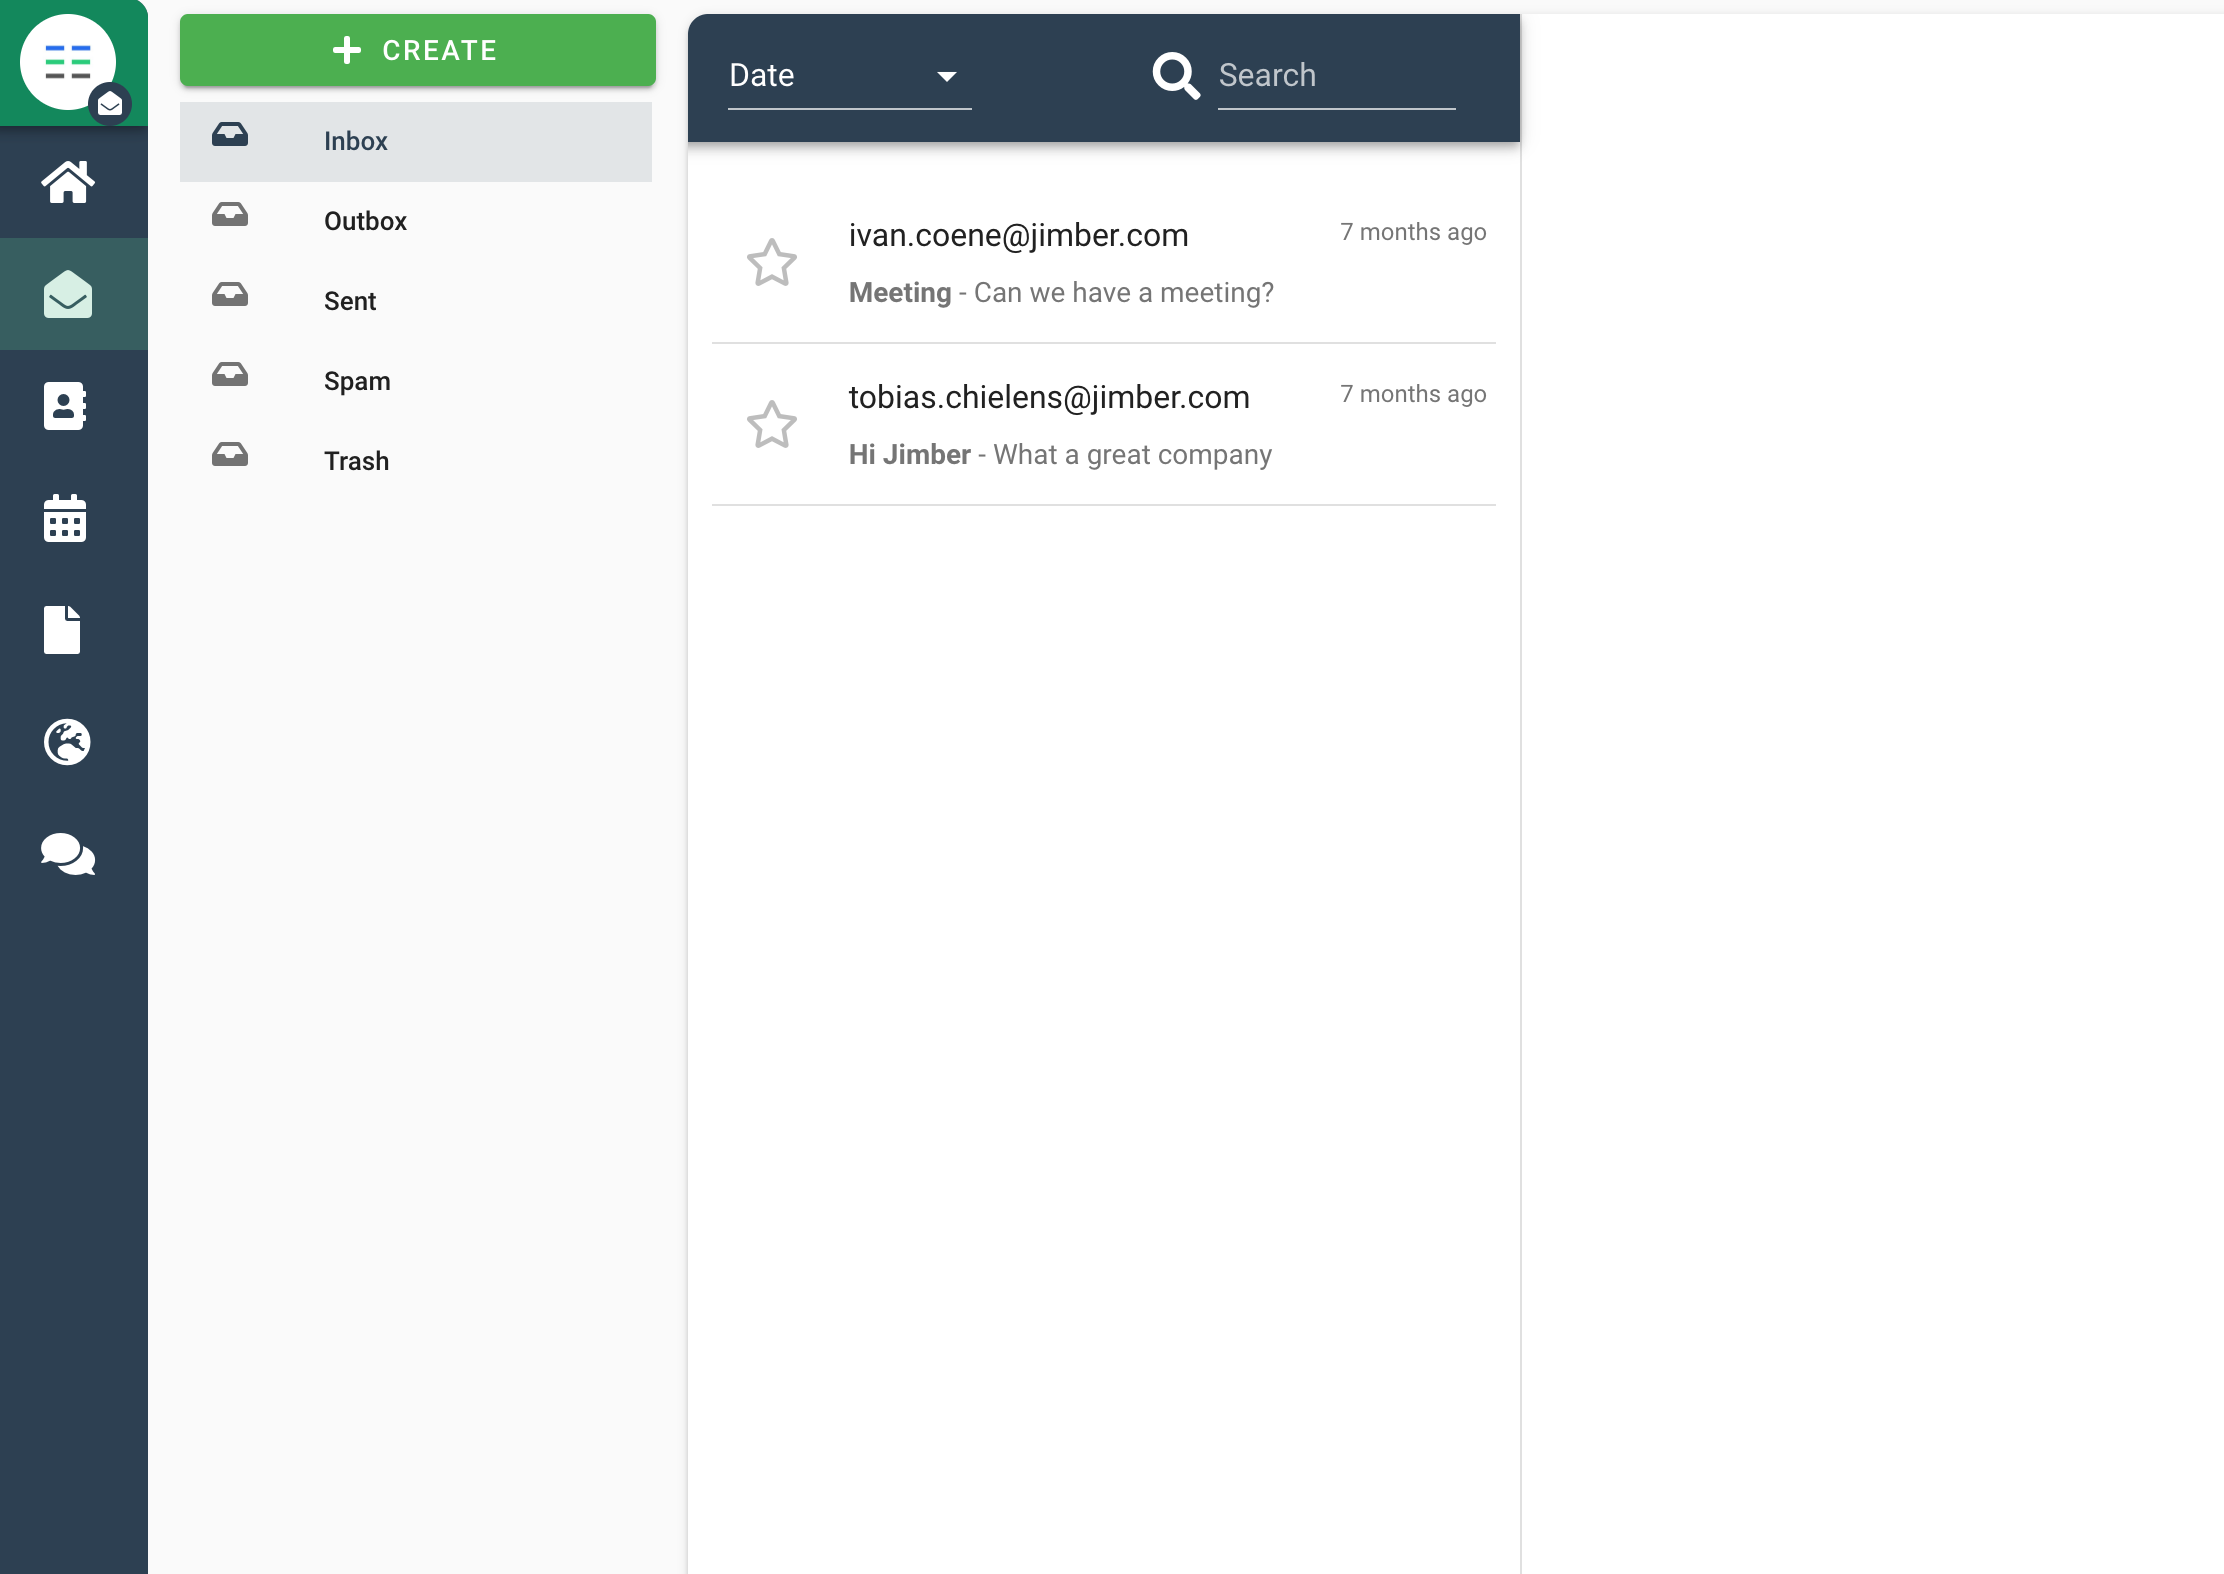 CREATE
Inbox
Outbox
Sent
Spam
Trash
Date
Search
ivan.coene@jimber.com
7 months ago
Meeting - Can we have a meeting?
tobias.chielens@jimber.com
7 months ago
Hi Jimber - What a great company